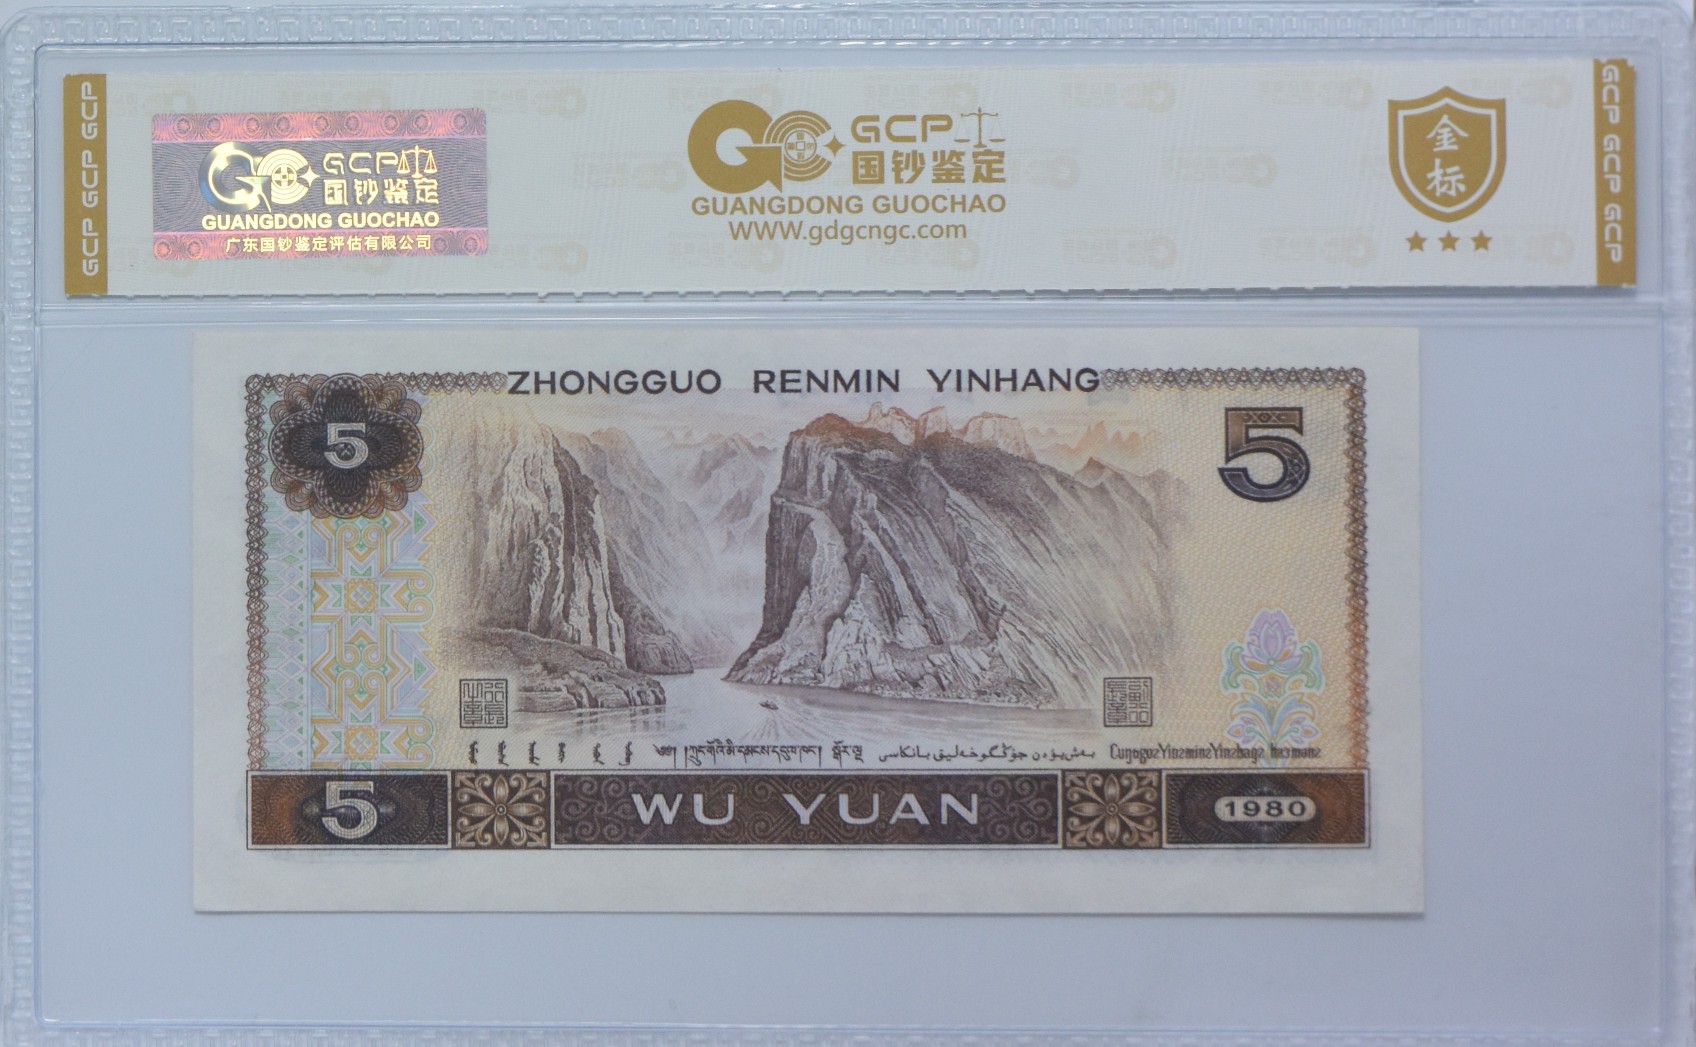 GCP GCP GCP
GCP
国钞鉴定
GUANGDONG GUOCHAO
广东国钞鉴定评估有限公司
GCP
国钞鉴定
GUANGDONG GUOCHAO
WWW.gdgcngc.com
金
标
GCP GCP GCP
ZHONGGUO RENMIN YINHANG
5
5
5
WU YUAN
1980